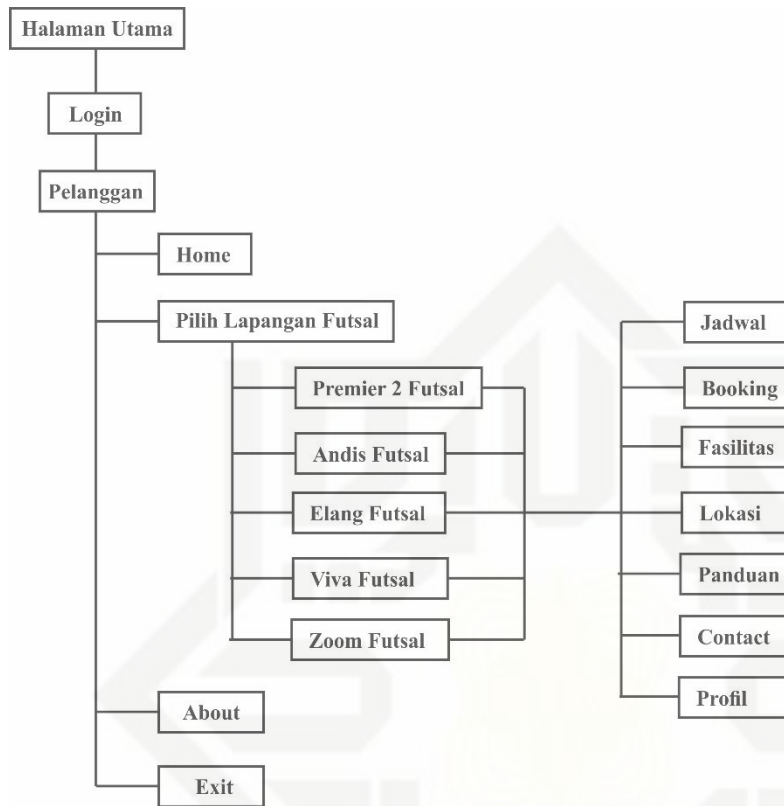 Halaman Utama
Login
Pelanggan
Home
Pilih Lapangan Futsal
Premier 2 Futsal
Andis Futsal
Elang Futsal
Viva Futsal
Zoom Futsal
Jadwal
Booking
Fasilitas
Lokasi
Panduan
Contact
Profil
About
Exit